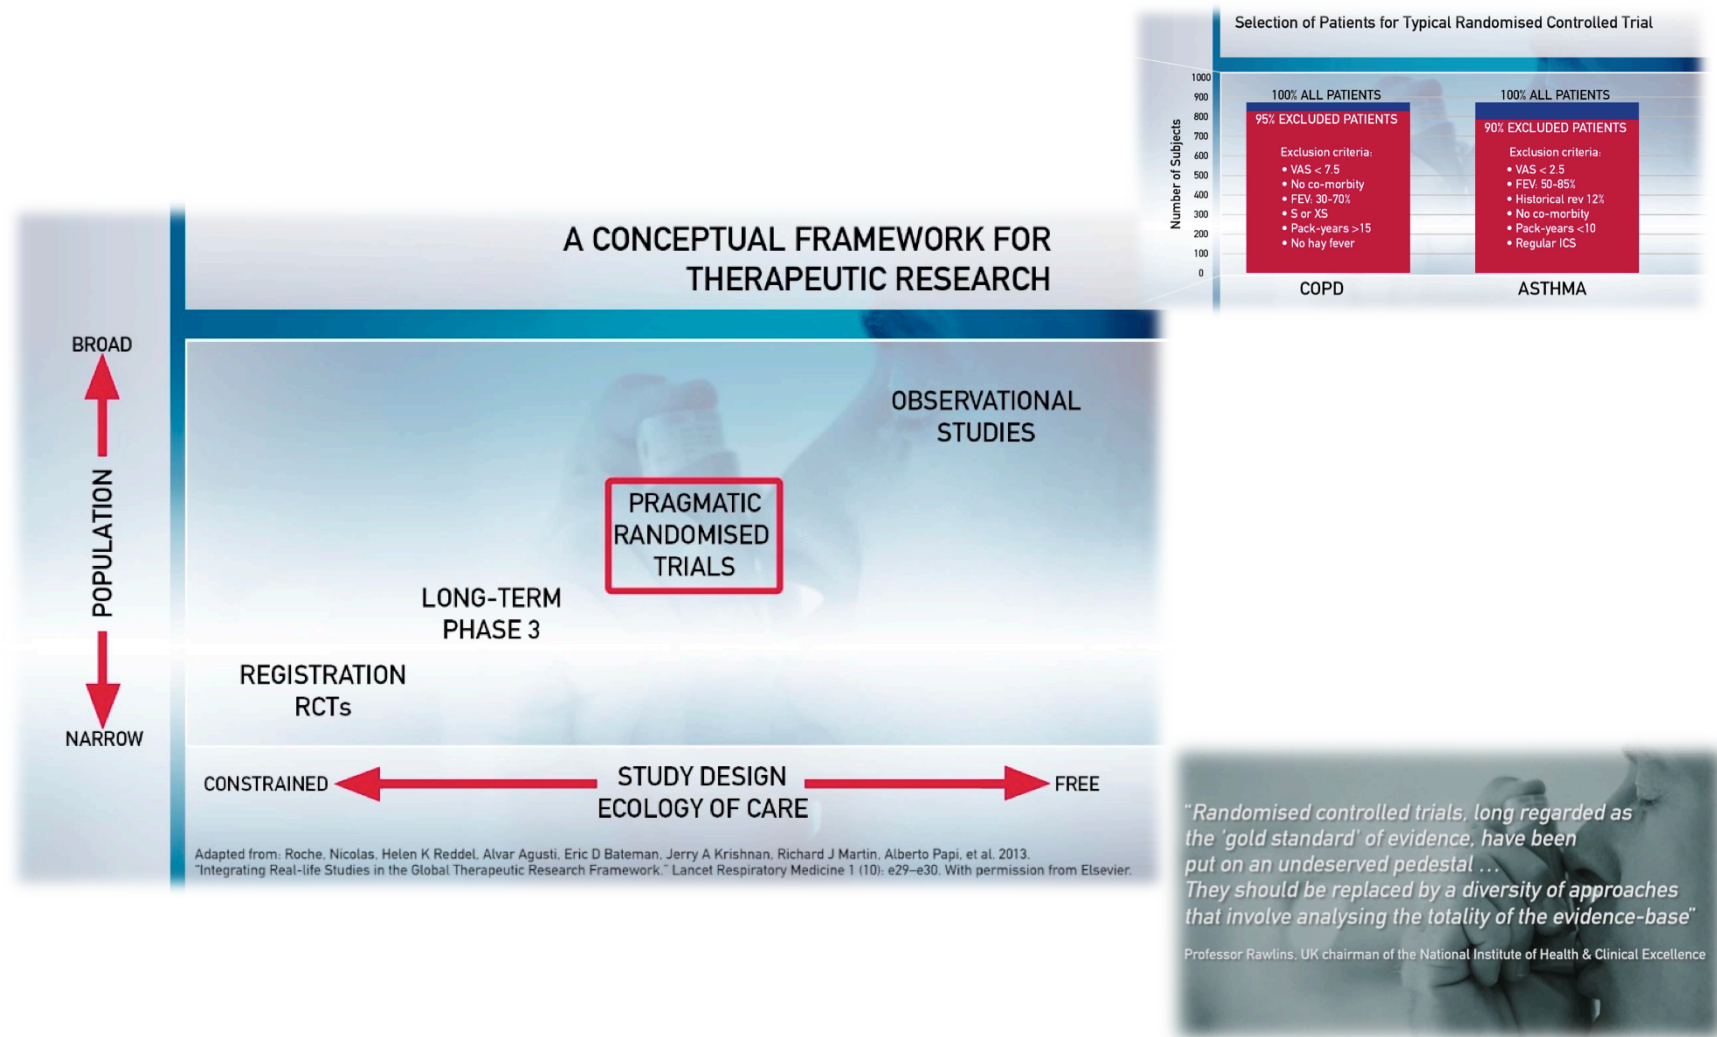 Selection of Patients for Typical Randomised Controlled Trial
1000
900
800
700
600
500
400
300
200
100
0
Number of Subjects
100% ALL PATIENTS
95% EXCLUDED PATIENTS
Exclusion criteria:
• VAS < 7.5
• No co-morbity
• FEV: 30-70%
• S or XS
• Pack-years >15
• No hay fever
COPD
100% ALL PATIENTS
90% EXCLUDED PATIENTS
Exclusion criteria:
• VAS < 2.5
• FEV: 50-85%
• Historical rev 12%
• No co-morbity
• Pack-years <10
• Regular ICS
ASTHMA
A CONCEPTUAL FRAMEWORK FOR
THERAPEUTIC RESEARCH
BROAD
POPULATION
NARROW
OBSERVATIONAL
STUDIES
PRAGMATIC
RANDOMISED
TRIALS
LONG-TERM
PHASE 3
REGISTRATION
RCTs
CONSTRAINED
STUDY DESIGN
ECOLOGY OF CARE
FREE
Adapted from: Roche, Nicolas, Helen K Reddel, Alvar Agusti, Eric D Bateman, Jerry A Krishnan, Richard J Martin, Alberto Papi, et al. 2013.
"Integrating Real-life Studies in the Global Therapeutic Research Framework." Lancet Respiratory Medicine 1 (10): e29–e30. With permission from Elsevier.
"Randomised controlled trials, long regarded as
the 'gold standard' of evidence, have been
put on an undeserved pedestal ...
They should be replaced by a diversity of approaches
that involve analysing the totality of the evidence-base"
Professor Rawlins, UK chairman of the National Institute of Health & Clinical Excellence